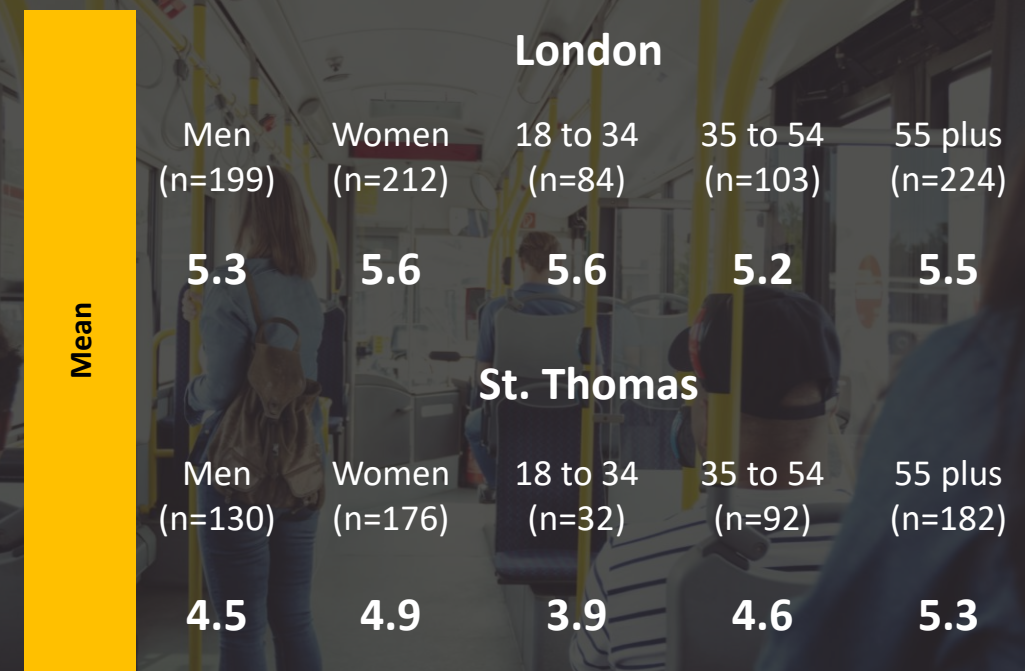 London
Men Women 18 to 34 35 to 54 55 plus
(n=199) (n=212) (n=84) (n=103) (n=224)
5.3 5.6 5.6 5.2 5.5
Mean
St. Thomas
Men Women 18 to 34 35 to 54 55 plus
(n=130) (n=176) (n=32) (n=92) (n=182)
4.5 4.9 3.9 4.6 5.3